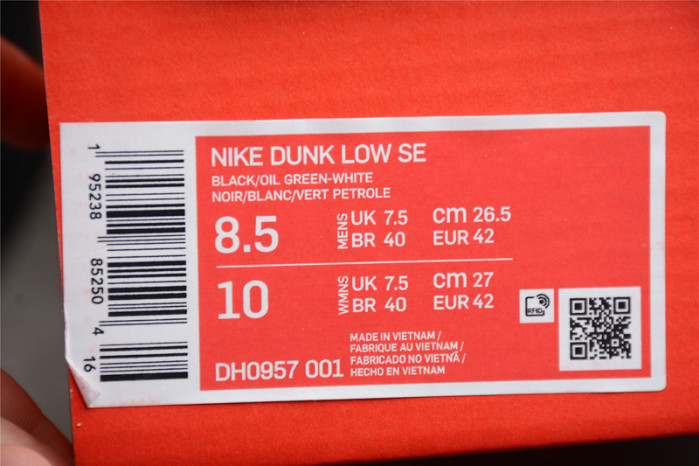 NIKE DUNK LOW SE
BLACK/OIL GREEN-WHITE
NOIR/BLANC/VERT PETROLE
8.5 MENS UK 7.5 cm 26.5
BR 40 EUR 42
10 WMNS UK 7.5 cm 27
BR 40 EUR 42
RFID
MADE IN VIETNAM /
FABRIQUE AU VIETNAM /
FABRICADO NO VIETNÃ /
HECHO EN VIETNAM
DH0957 001
1 95238 85250 4 16